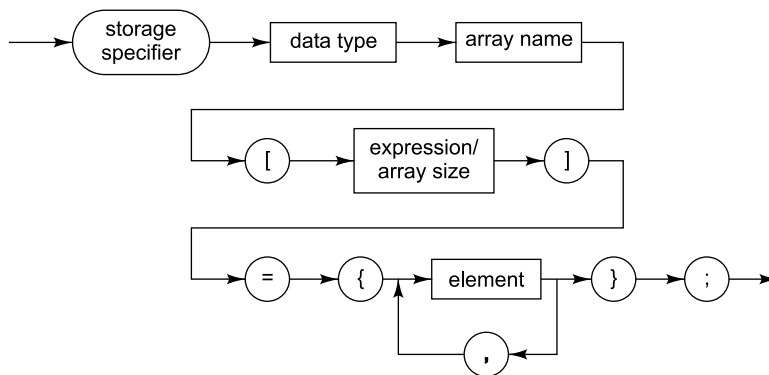 storage
specifier
data type
array name
[
expression/
array size
]
=
{
element
}
;
,